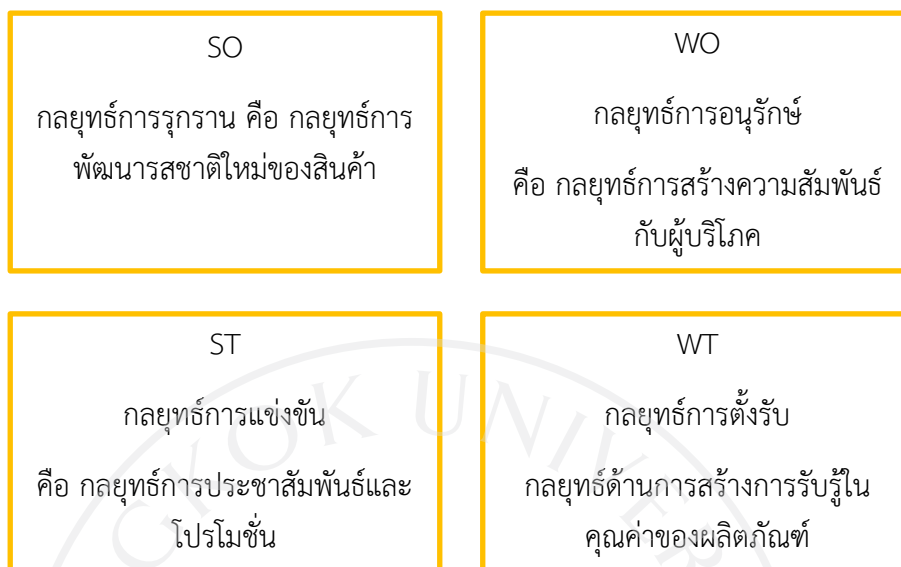 SO
กลยุทธ์การรุกราน คือ กลยุทธ์การ
พัฒนารสชาติใหม่ของสินค้า
WO
กลยุทธ์การอนุรักษ์
คือ กลยุทธ์การสร้างความสัมพันธ์
กับผู้บริโภค
ST
กลยุทธ์การแข่งขัน
คือ กลยุทธ์การประชาสัมพันธ์และ
โปรโมชั่น
WT
กลยุทธ์การตั้งรับ
กลยุทธ์ด้านการสร้างการรับรู้ใน
คุณค่าของผลิตภัณฑ์